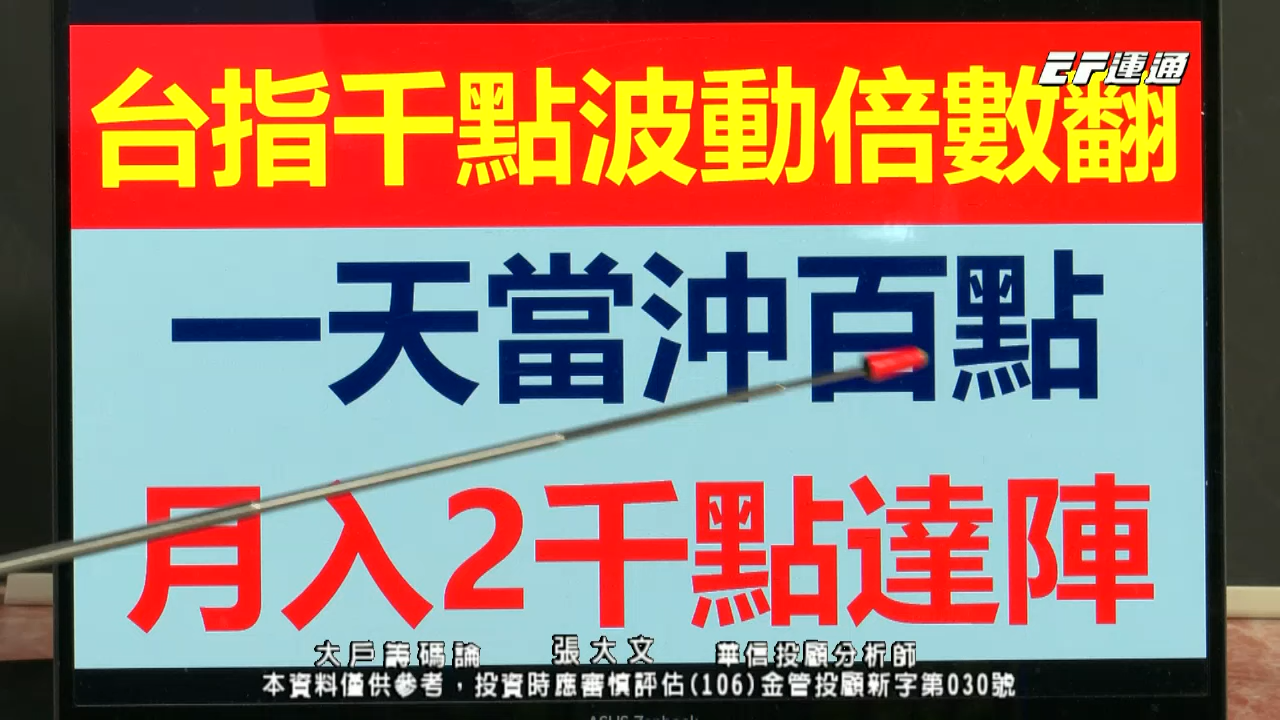 EF運通
台指千點波動倍數翻
一天當沖百點
月入2千點達陣
大戶籌碼論 張大文 華信投顧分析師
本資料僅供參考，投資時應審慎評估(106)金管投顧新字第030號
ASUS Zenbook